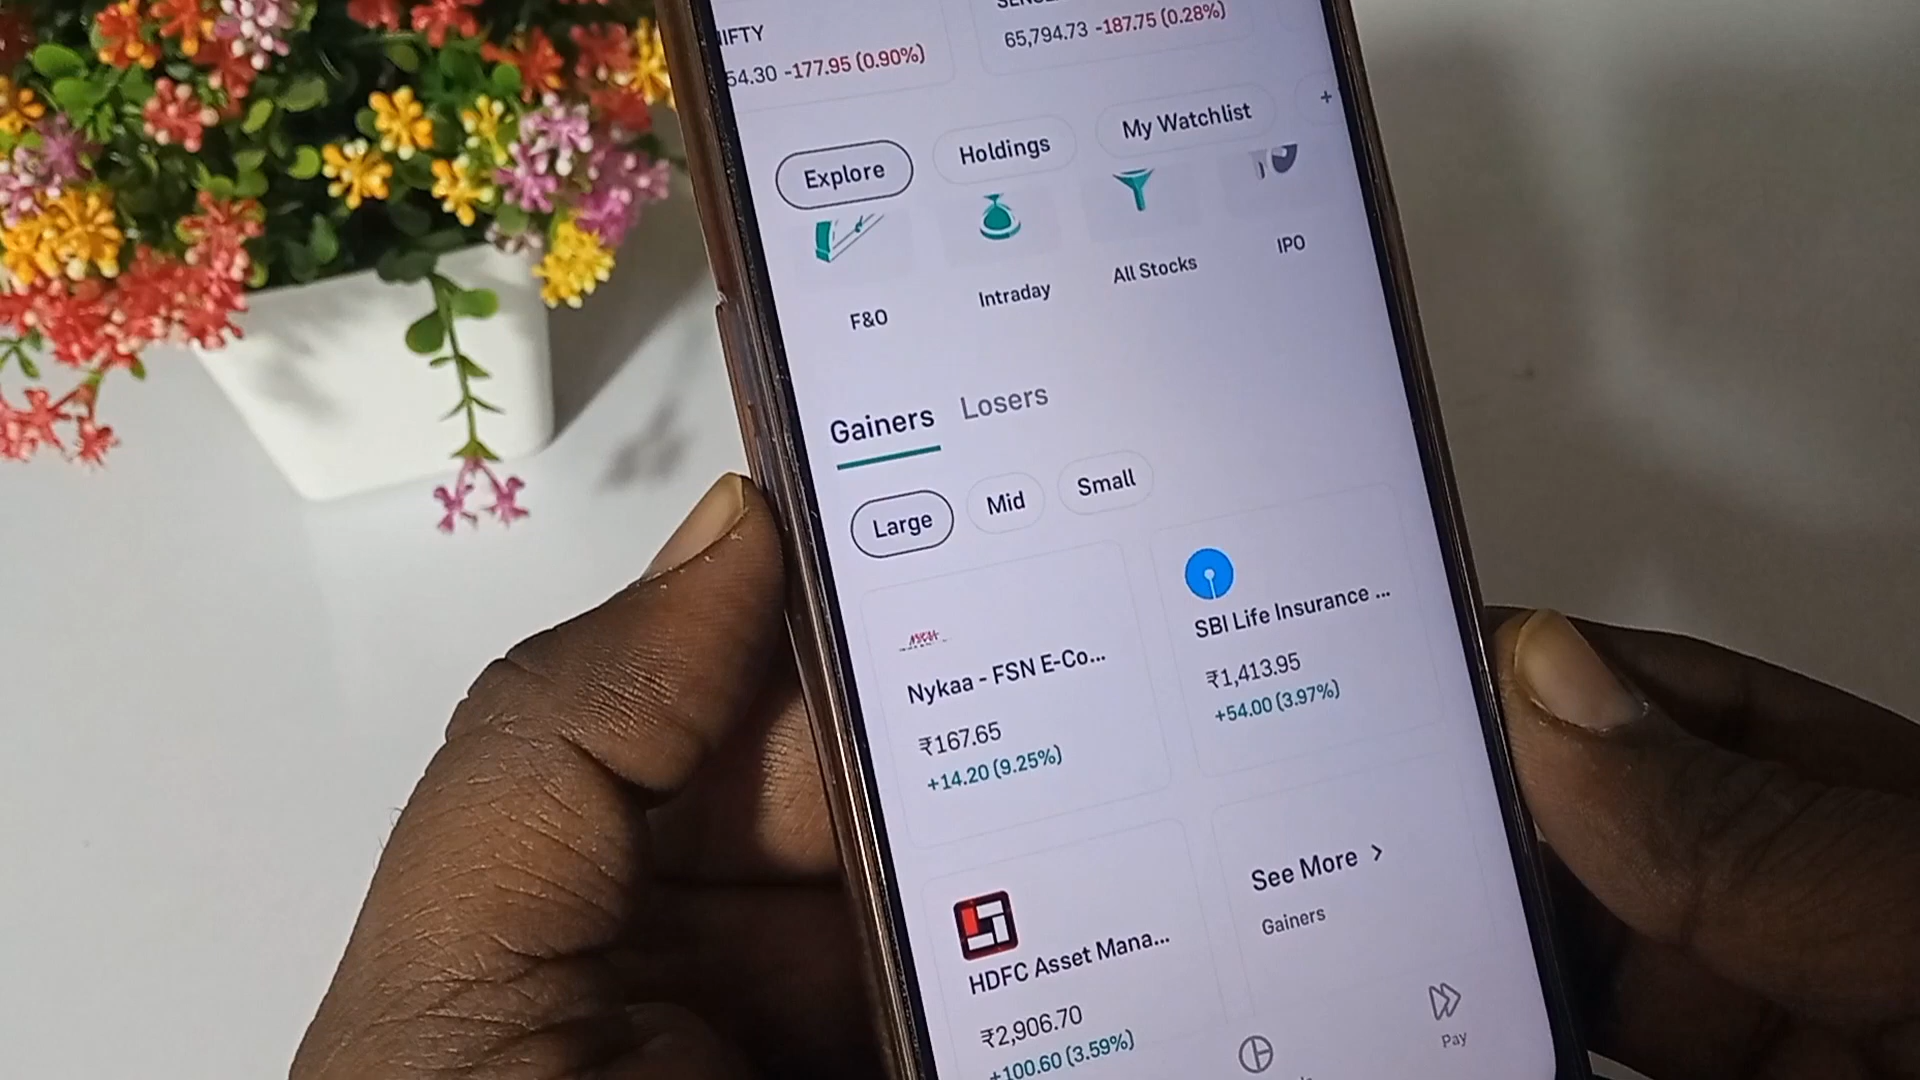 NIFTY
54.30 -177.95 (0.90%)
65,794.73 -187.75 (0.28%)
Explore
Holdings
My Watchlist
+
F&O
Intraday
All Stocks
IPO
Gainers
Losers
Large
Mid
Small
Nykaa - FSN E-Co...
₹167.65
+14.20 (9.25%)
SBI Life Insurance ...
₹1,413.95
+54.00 (3.97%)
HDFC Asset Mana...
₹2,906.70
+100.60 (3.59%)
See More >
Gainers
Pay